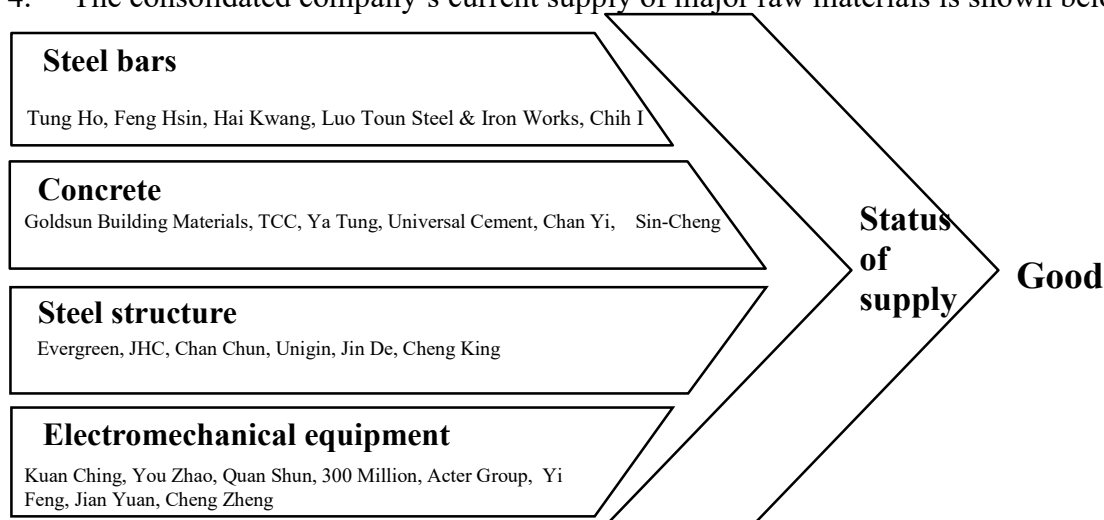 4. The consolidated company's current supply of major raw materials is shown
Steel bars
Tung Ho, Feng Hsin, Hai Kwang, Luo Toun Steel & Iron Works, Chih I
Concrete
Goldsun Building Materials, TCC, Ya Tung, Universal Cement, Chan Yi, Sin-Cheng
Steel structure
Evergreen, JHC, Chan Chun, Unigin, Jin De, Cheng King
Electromechanical equipment
Kuan Ching, You Zhao, Quan Shun, 300 Million, Acter Group, Yi
Feng, Jian Yuan, Cheng Zheng
Status
of
supply
Good